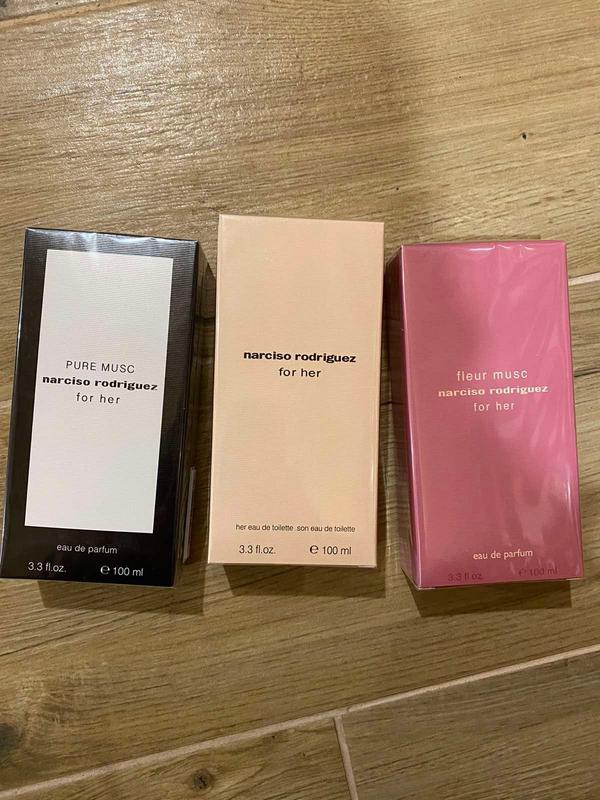 PURE MUSC
narciso rodriguez
for her
eau de parfum
3.3 fl.oz. ℮ 100 ml
narciso rodriguez
for her
her eau de toilette .son eau de toilette
3.3 fl.oz. ℮ 100 ml
fleur musc
narciso rodriguez
for her
eau de parfum
3.3 fl.oz. ℮ 100 ml